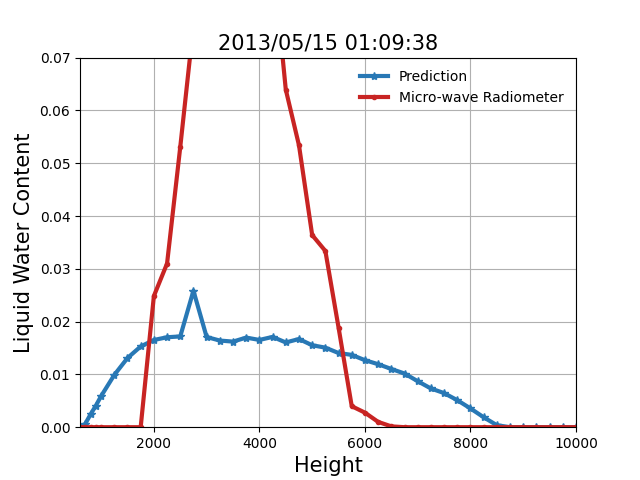 2013/05/15 01:09:38
0.07
0.06
0.05
0.04
0.03
0.02
0.01
0.00
Liquid Water Content
Prediction
Micro-wave Radiometer
2000 4000 6000 8000 10000
Height